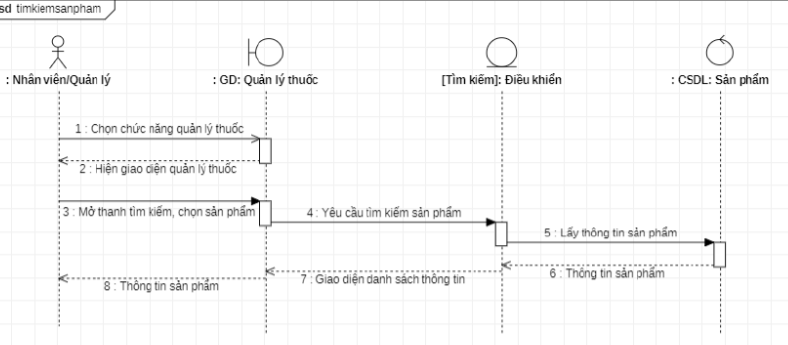 sd timkiemsanpham
: Nhân viên/Quản lý
: GD: Quản lý thuốc
[Tìm kiếm]: Điều khiển
: CSDL: Sản phẩm
1 : Chọn chức năng quản lý thuốc
2 : Hiện giao diện quản lý thuốc
3 : Mở thanh tìm kiếm, chọn sản phẩm
4 : Yêu cầu tìm kiếm sản phẩm
5 : Lấy thông tin sản phẩm
6 : Thông tin sản phẩm
7 : Giao diện danh sách thông tin
8 : Thông tin sản phẩm